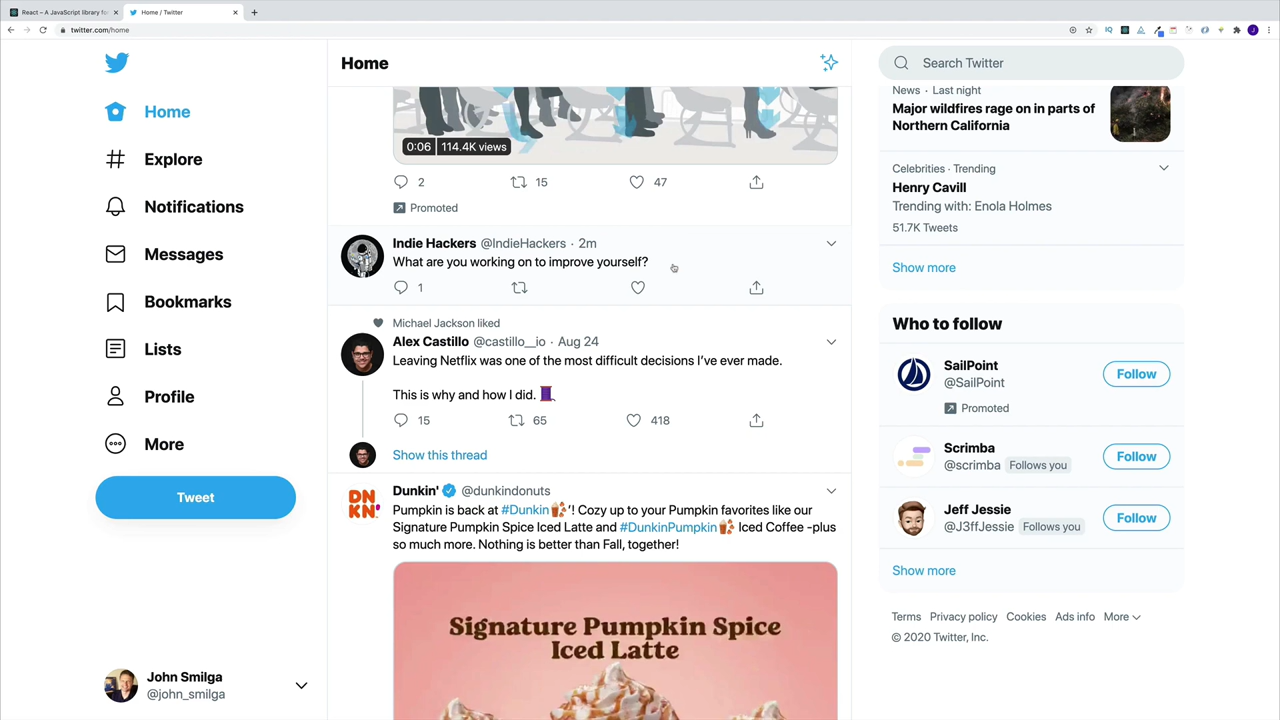 React – A JavaScript library fo
Home / Twitter
twitter.com/home
Home
Explore
Notifications
Messages
Bookmarks
Lists
Profile
More
Tweet
John Smilga
@john_smilga
Home
0:06 114.4K views
2 15 47
Promoted
Indie Hackers @IndieHackers · 2m
What are you working on to improve yourself?
1
Michael Jackson liked
Alex Castillo @castillo__io · Aug 24
Leaving Netflix was one of the most difficult decisions I've ever made.
This is why and how I did.
15 65 418
Show this thread
DNKN'
Dunkin' @dunkindonuts
Pumpkin is back at #Dunkin'! Cozy up to your Pumpkin favorites like our
Signature Pumpkin Spice Iced Latte and #DunkinPumpkin Iced Coffee -plus
so much more. Nothing is better than Fall, together!
Signature Pumpkin Spice
Iced Latte
Search Twitter
News · Last night
Major wildfires rage on in parts of
Northern California
Celebrities · Trending
Henry Cavill
Trending with: Enola Holmes
51.7K Tweets
Show more
Who to follow
SailPoint
@SailPoint
Follow
Promoted
Scrimba
@scrimba Follows you
Follow
Jeff Jessie
@J3ffJessie Follows you
Follow
Show more
Terms Privacy policy Cookies Ads info More
© 2020 Twitter, Inc.